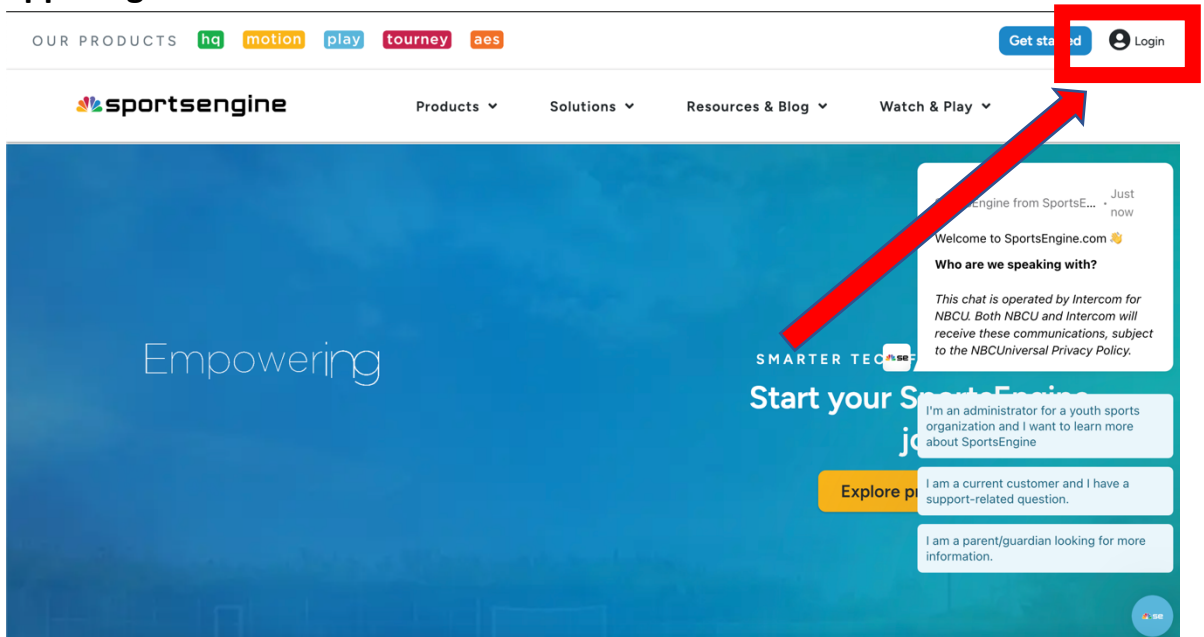 OUR PRODUCTS hq motion play tourney aes
Get started Login
sportsengine Products Solutions Resources & Blog Watch & Play
Empowering
SMARTER
Start your
Explore
Engine from SportsE... • Just now
Welcome to SportsEngine.com 👋
Who are we speaking with?
This chat is operated by Intercom for
NBCU. Both NBCU and Intercom will
receive these communications, subject
to the NBCUniversal Privacy Policy.
se
I'm an administrator for a youth sports
organization and I want to learn more
about SportsEngine
I am a current customer and I have a
support-related question.
I am a parent/guardian looking for more
information.
se